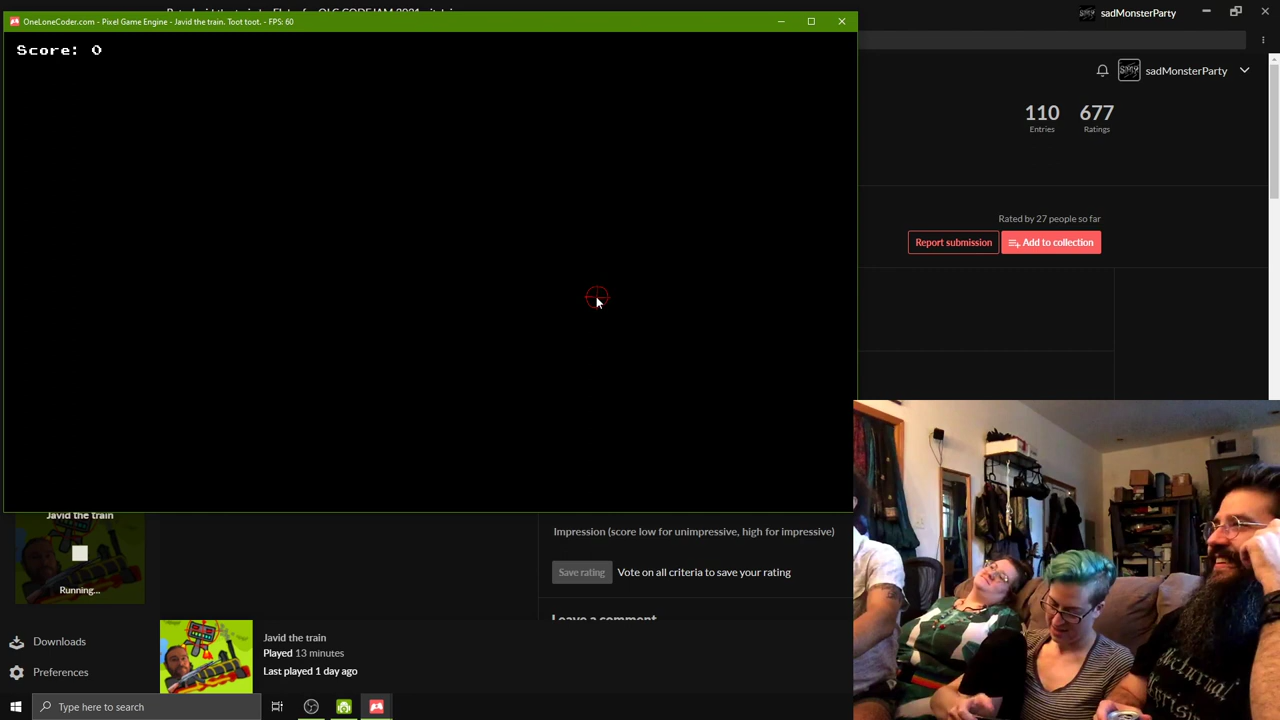 OneLoneCoder.com - Pixel Game Engine - Javid the train. Toot toot. - FPS: 60
sadMonsterParty
Score: 0
sadMonsterParty
110
677
Entries
Ratings
Rated by 27 people so far
Report submission
Add to collection
Javid the train
Running...
Impression (score low for unimpressive, high for impressive)
Save rating
Vote on all criteria to save your rating
Leave a comment
Downloads
Preferences
Javid the train
Played 13 minutes
Last played 1 day ago
Type here to search